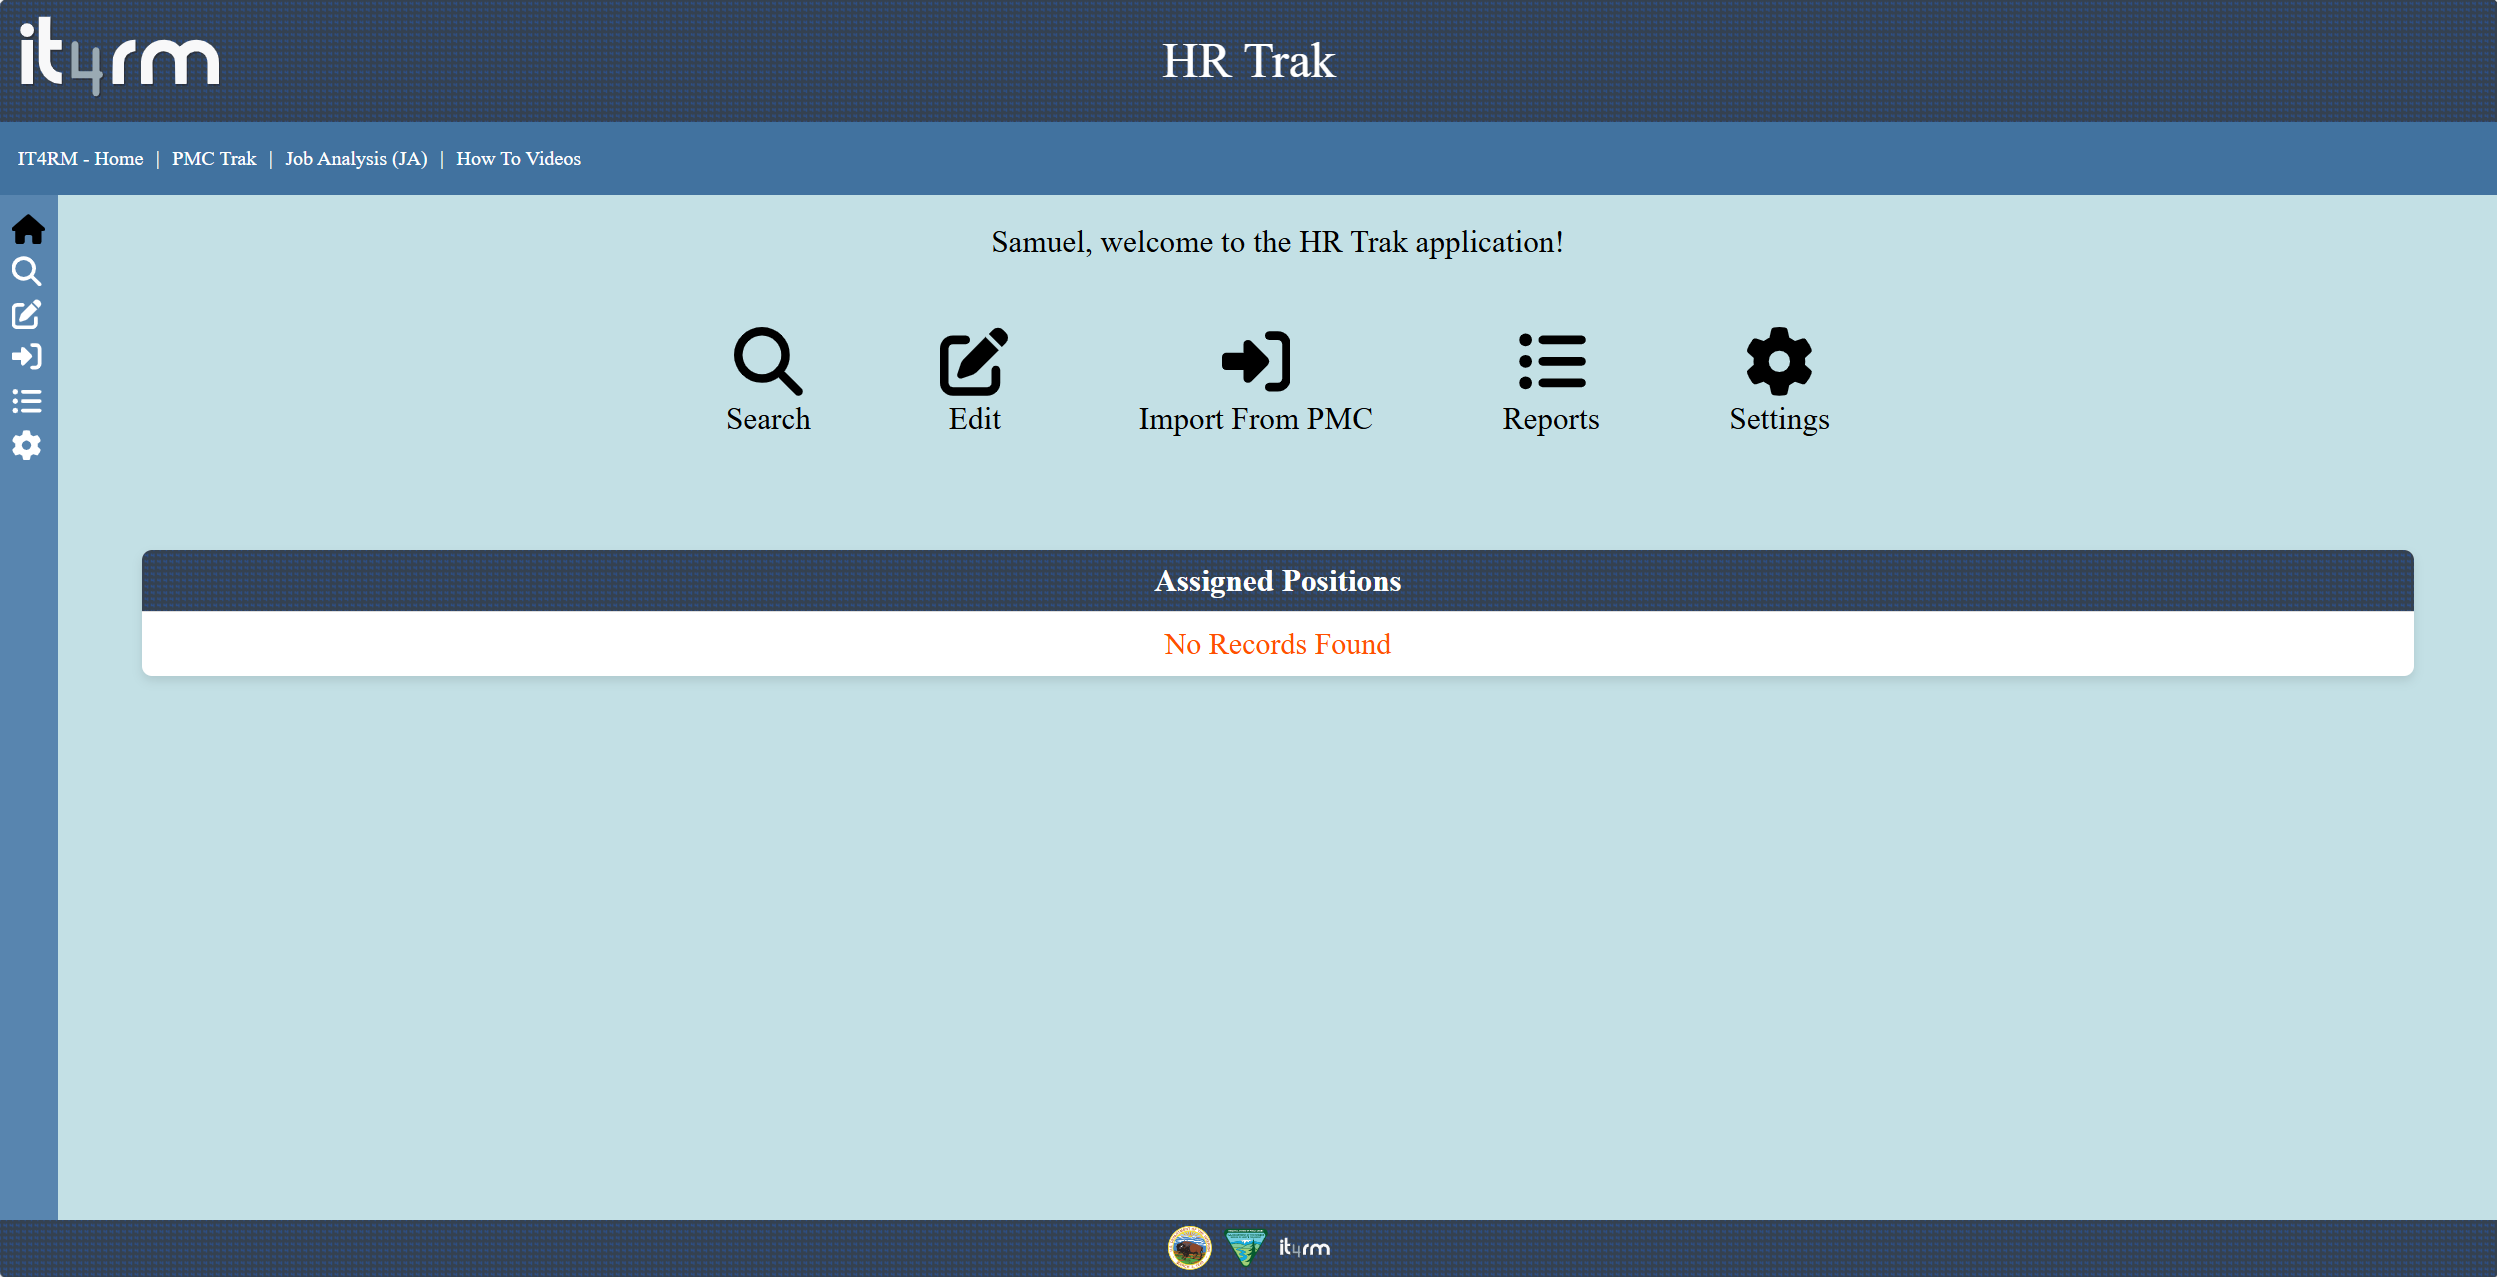 it4rm
HR Trak
IT4RM - Home | PMC Trak | Job Analysis (JA) | How To Videos
Samuel, welcome to the HR Trak application!
Search Edit Import From PMC Reports Settings
Assigned Positions
No Records Found
it4rm